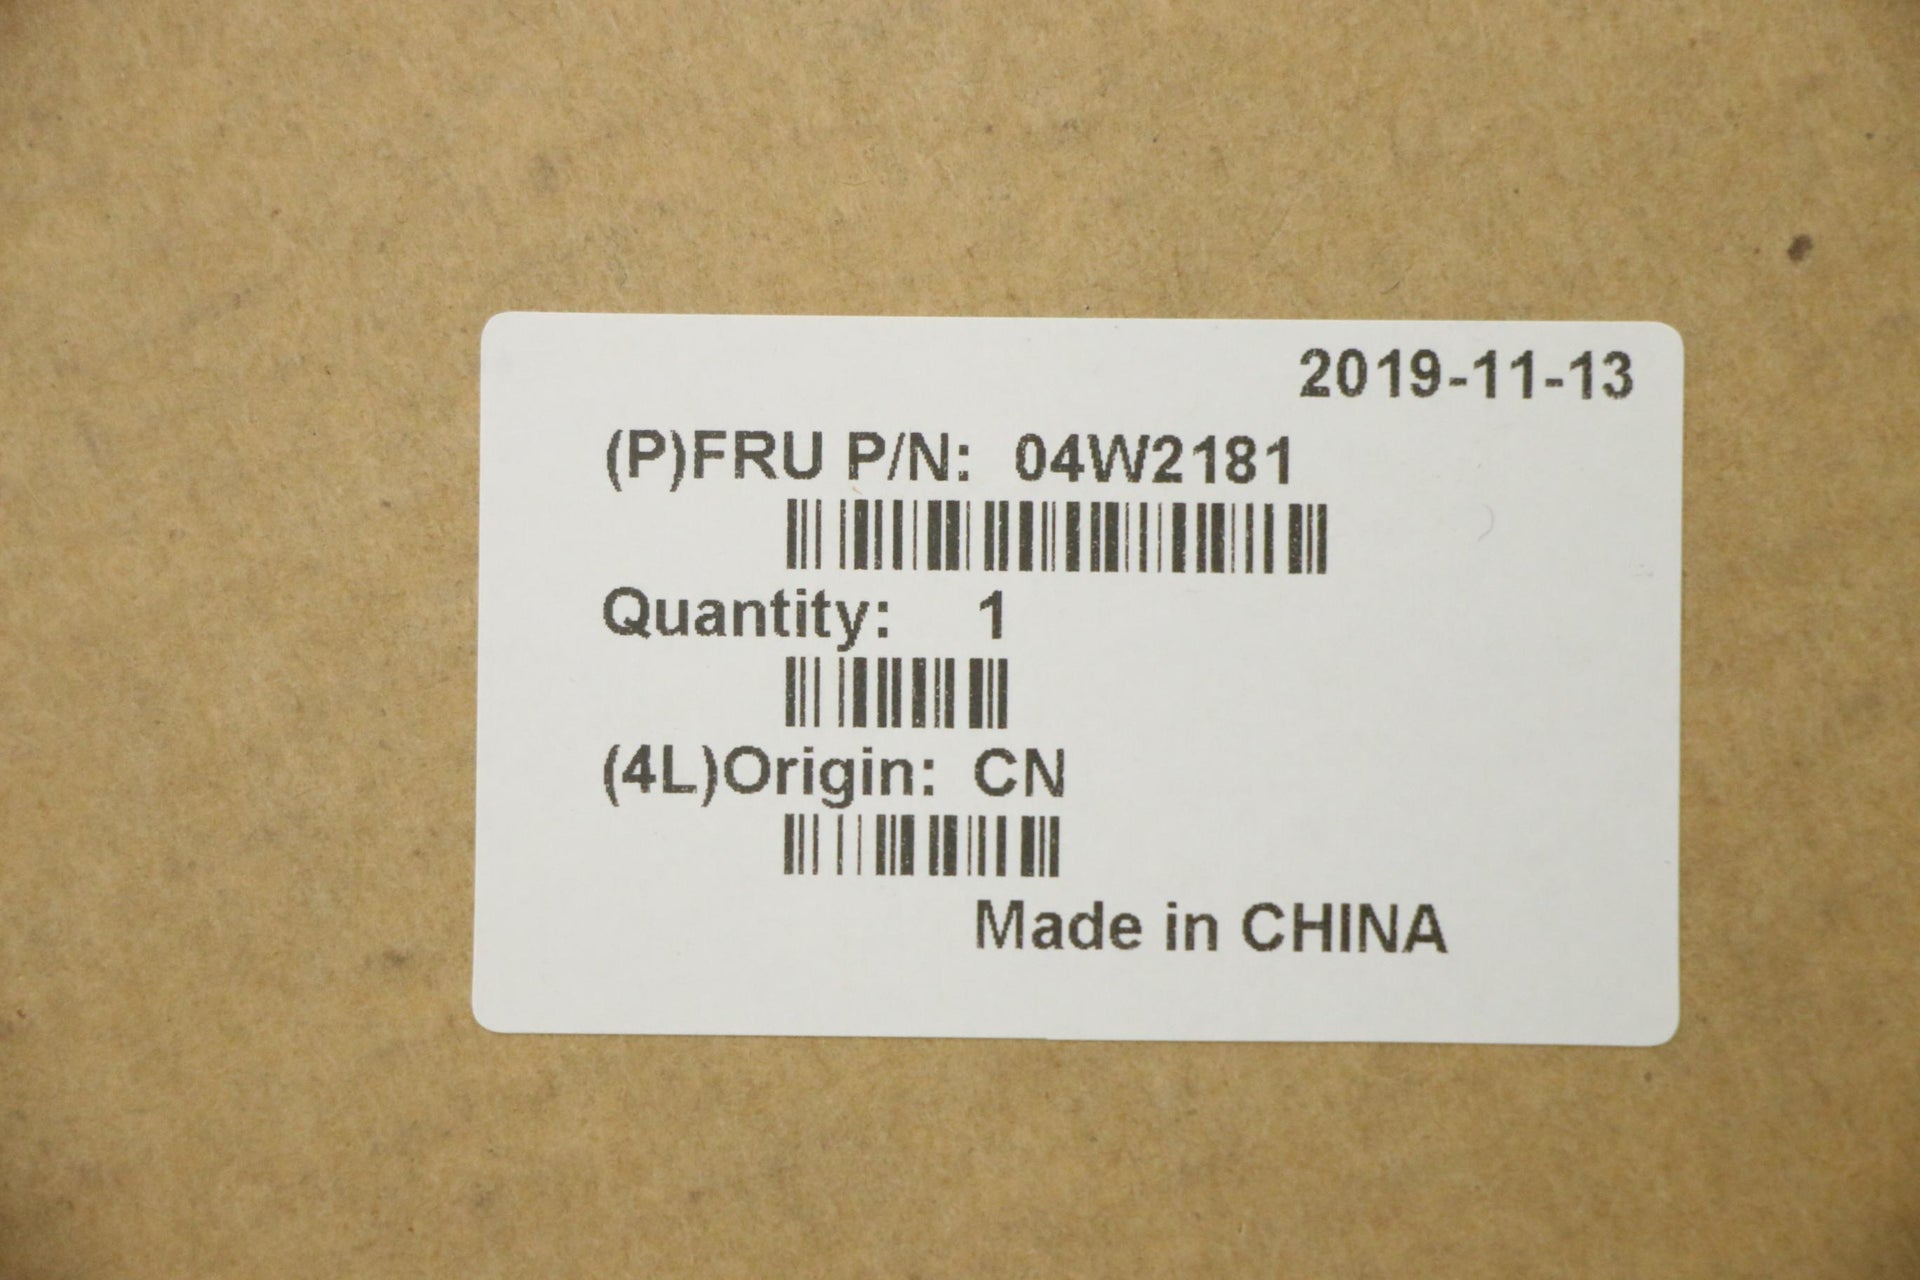 2019-11-13
(P)FRU P/N: 04W2181
Quantity: 1
(4L)Origin: CN
Made in CHINA